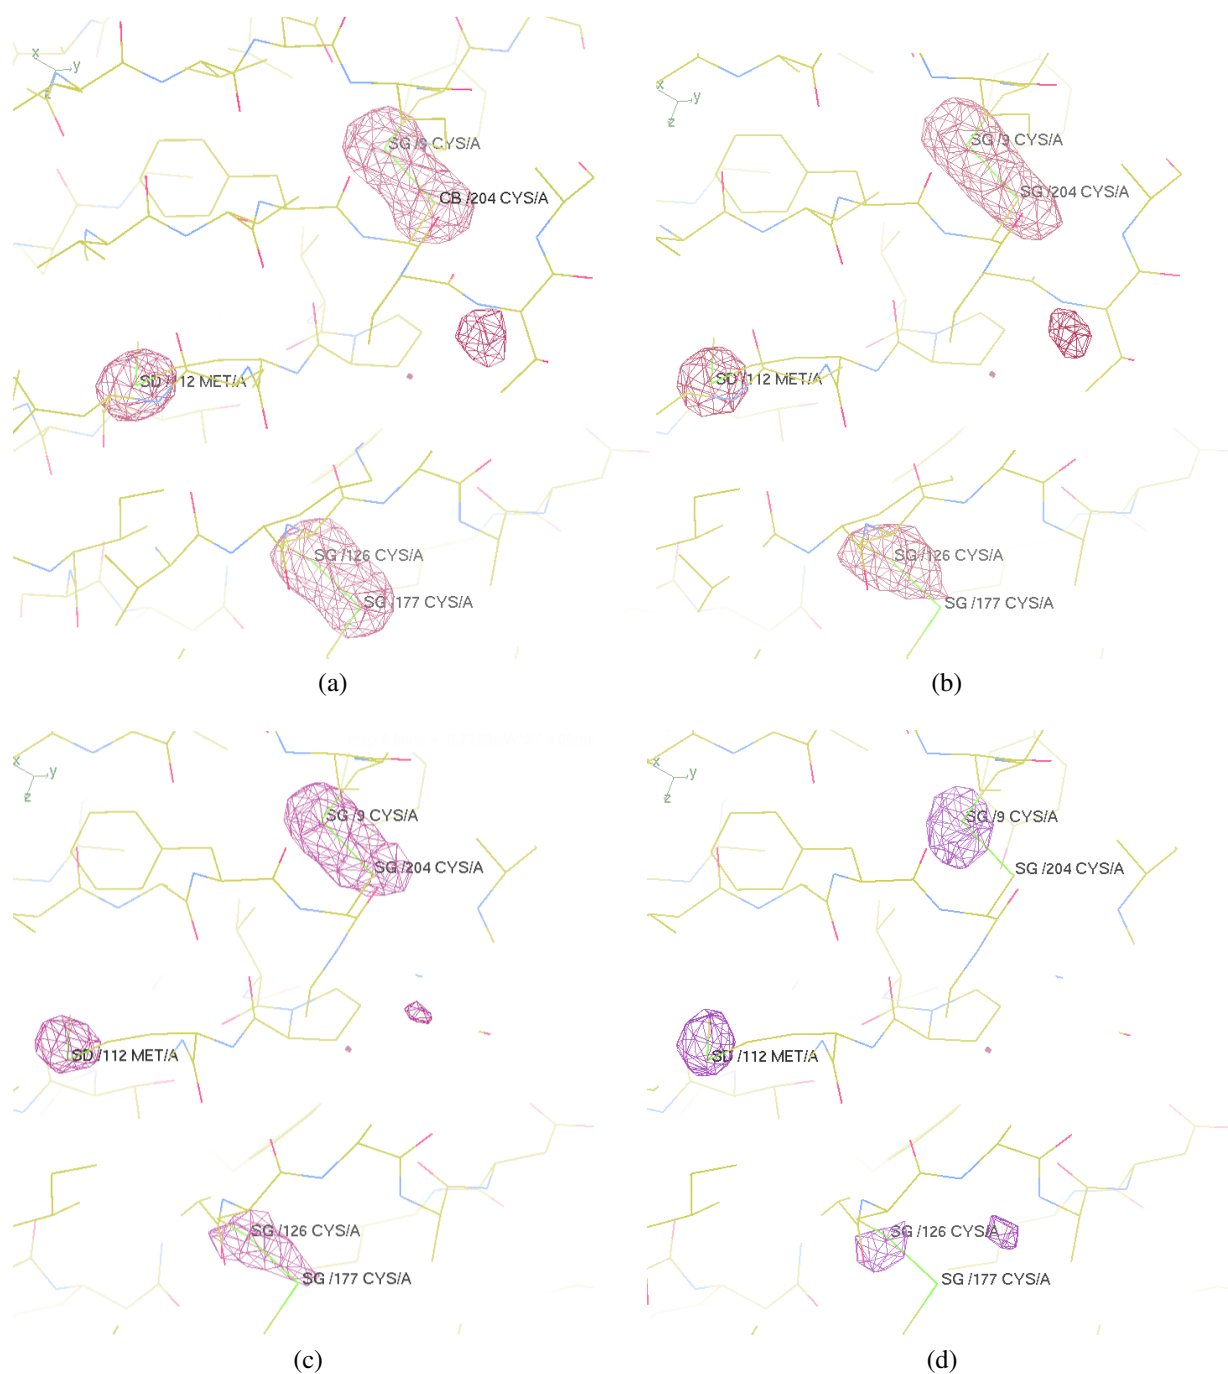 x
y
z
SG /9 CYS/A
CB /204 CYS/A
SD /112 MET/A
SG /126 CYS/A
SG /177 CYS/A
(a)
x
y
z
SG /9 CYS/A
SG /204 CYS/A
SD /112 MET/A
SG /126 CYS/A
SG /177 CYS/A
(b)
x
y
z
SG /9 CYS/A
SG /204 CYS/A
SD /112 MET/A
SG /126 CYS/A
SG /177 CYS/A
(c)
x
y
z
SG /9 CYS/A
SG /204 CYS/A
SD /112 MET/A
SG /126 CYS/A
SG /177 CYS/A
(d)